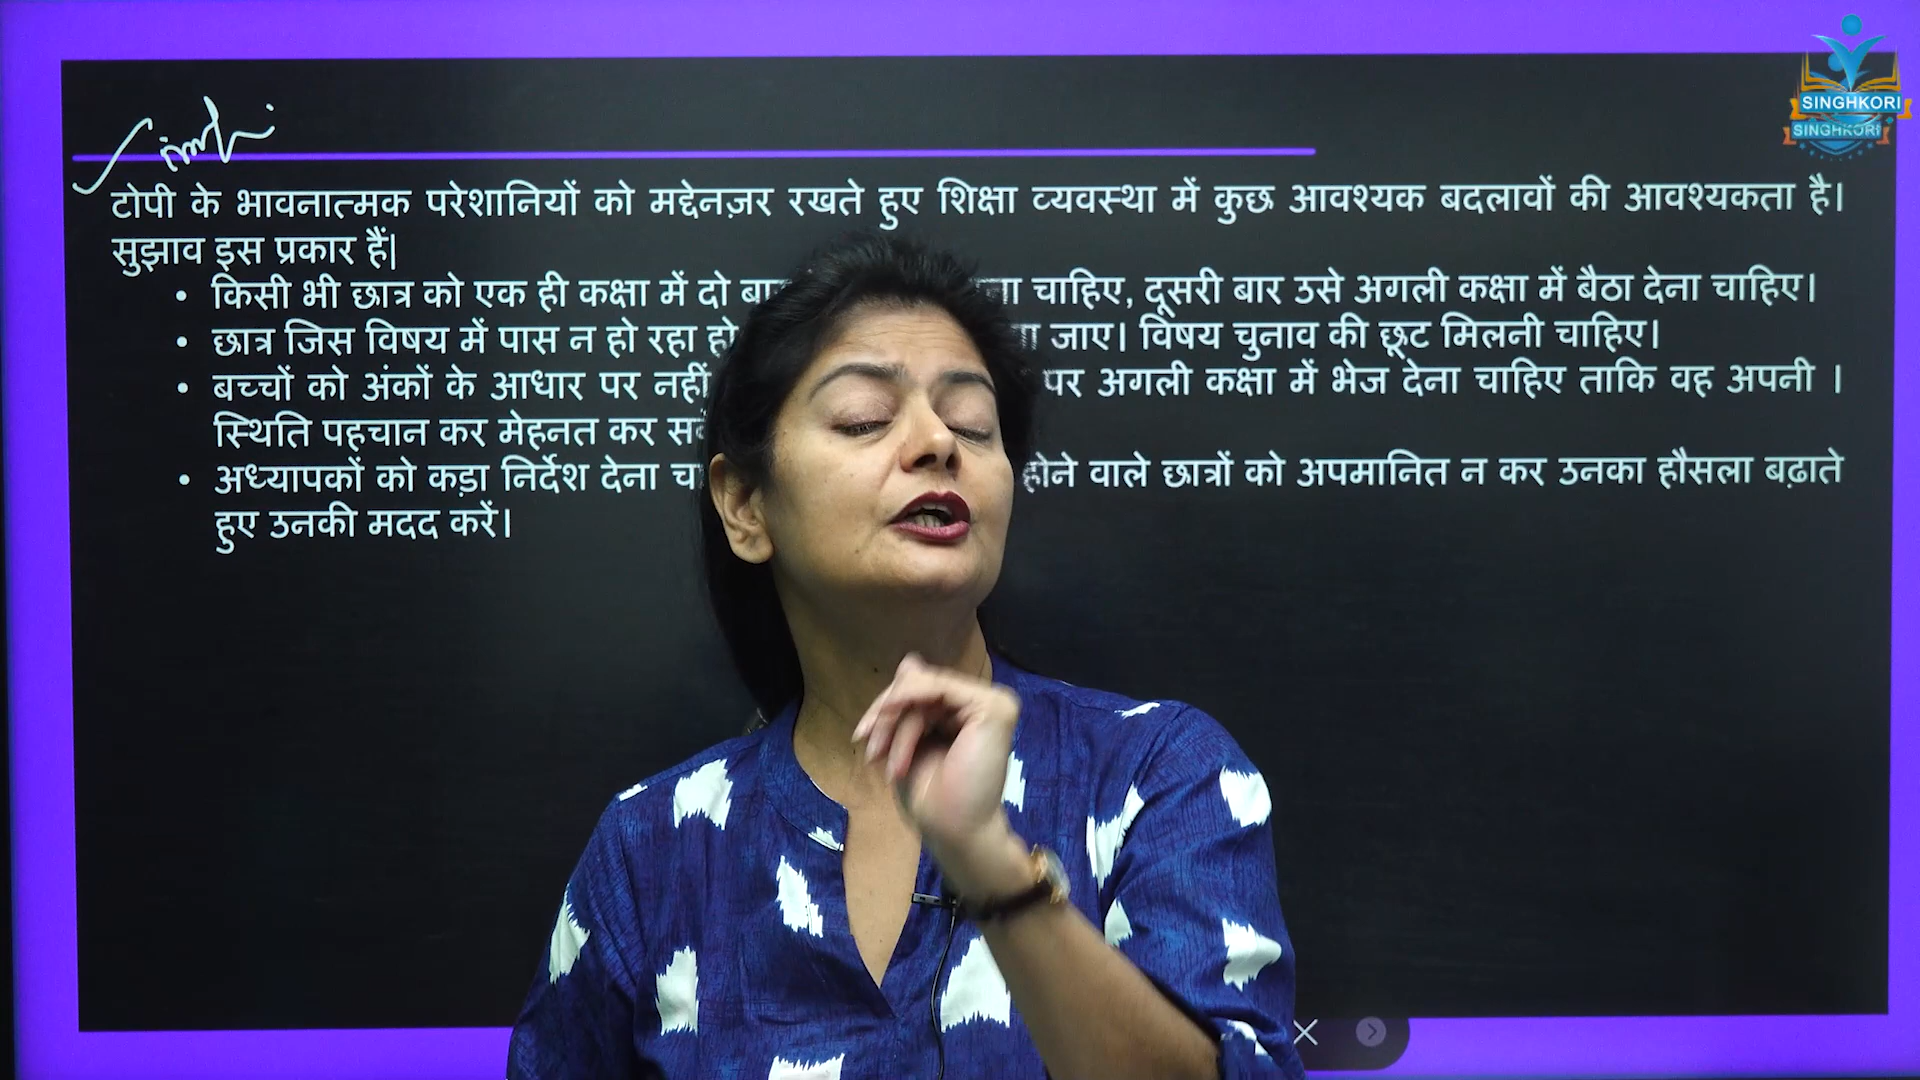 SINGHKORI
SINGHKORI
टोपी के भावनात्मक परेशानियों को मद्देनज़र रखते हुए शिक्षा व्यवस्था में कुछ आवश्यक बदलावों की आवश्यकता है।
सुझाव इस प्रकार हैं|
• किसी भी छात्र को एक ही कक्षा में दो चाहिए, दूसरी बार उसे अगली कक्षा में बैठा देना चाहिए।
• छात्र जिस विषय में पास न हो रहा जाए। विषय चुनाव की छूट मिलनी चाहिए।
• बच्चों को अंकों के आधार पर नहीं पर अगली कक्षा में भेज देना चाहिए ताकि वह अपनी ।
स्थिति पहचान कर मेहनत कर
• अध्यापकों को कड़ा निर्देश देना होने वाले छात्रों को अपमानित न कर उनका हौसला बढ़ाते
हुए उनकी मदद करें।